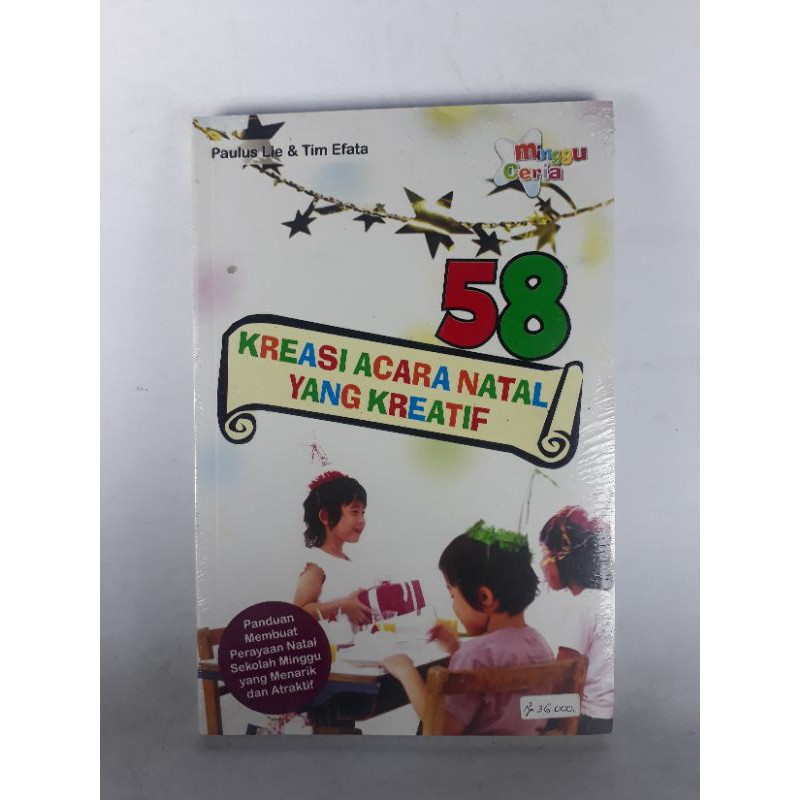 Paulus Lie & Tim Efata
Minggu
Ceria
58
KREASI ACARA NATAL
YANG KREATIF
Panduan
Membuat
Perayaan Natal
Sekolah Minggu
yang Menarik
dan Atraktif
Rp 36.000.